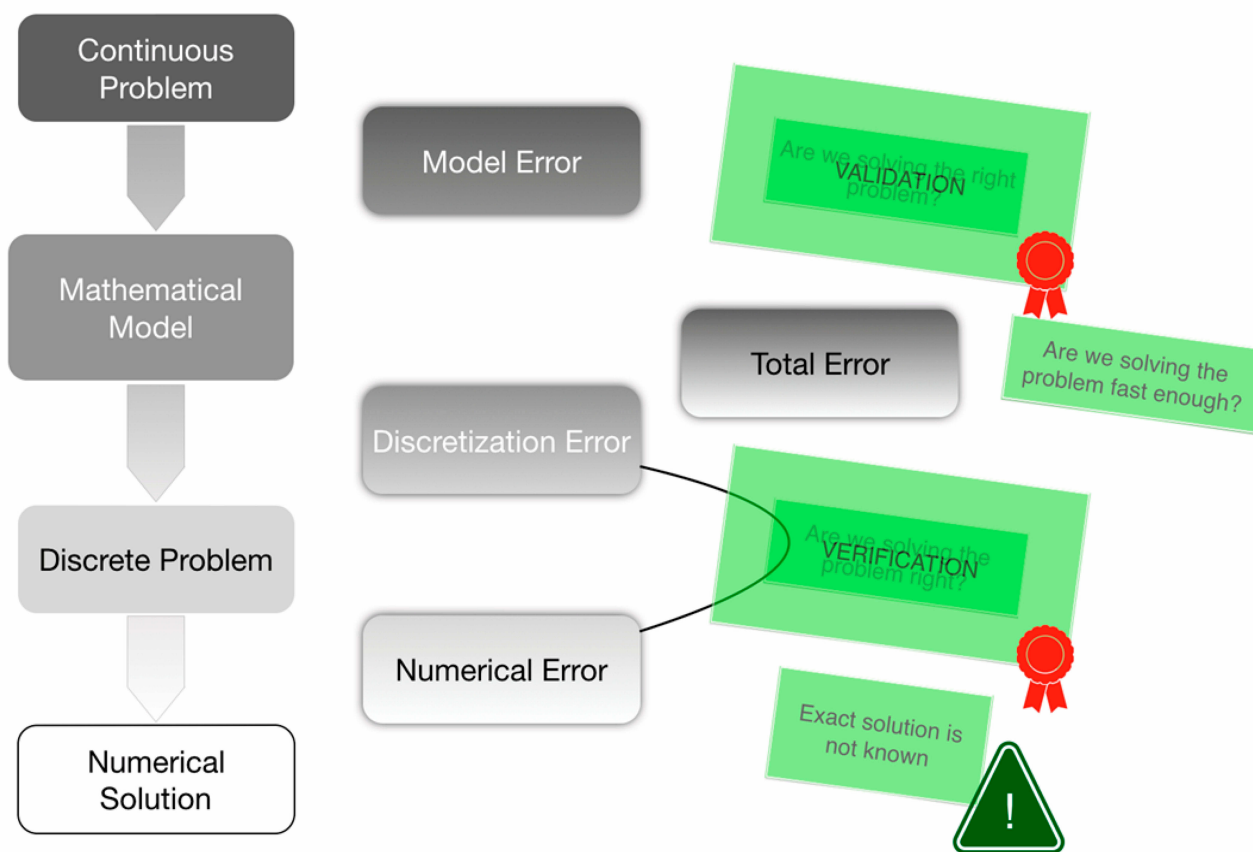 Continuous
Problem
Model Error
Are we solving the right
problem?
VALIDATION
Mathematical
Model
Total Error
Are we solving the
problem fast enough?
Discretization Error
Discrete Problem
Are we solving the
problem right?
VERIFICATION
Numerical Error
Exact solution is
not known
!
Numerical
Solution